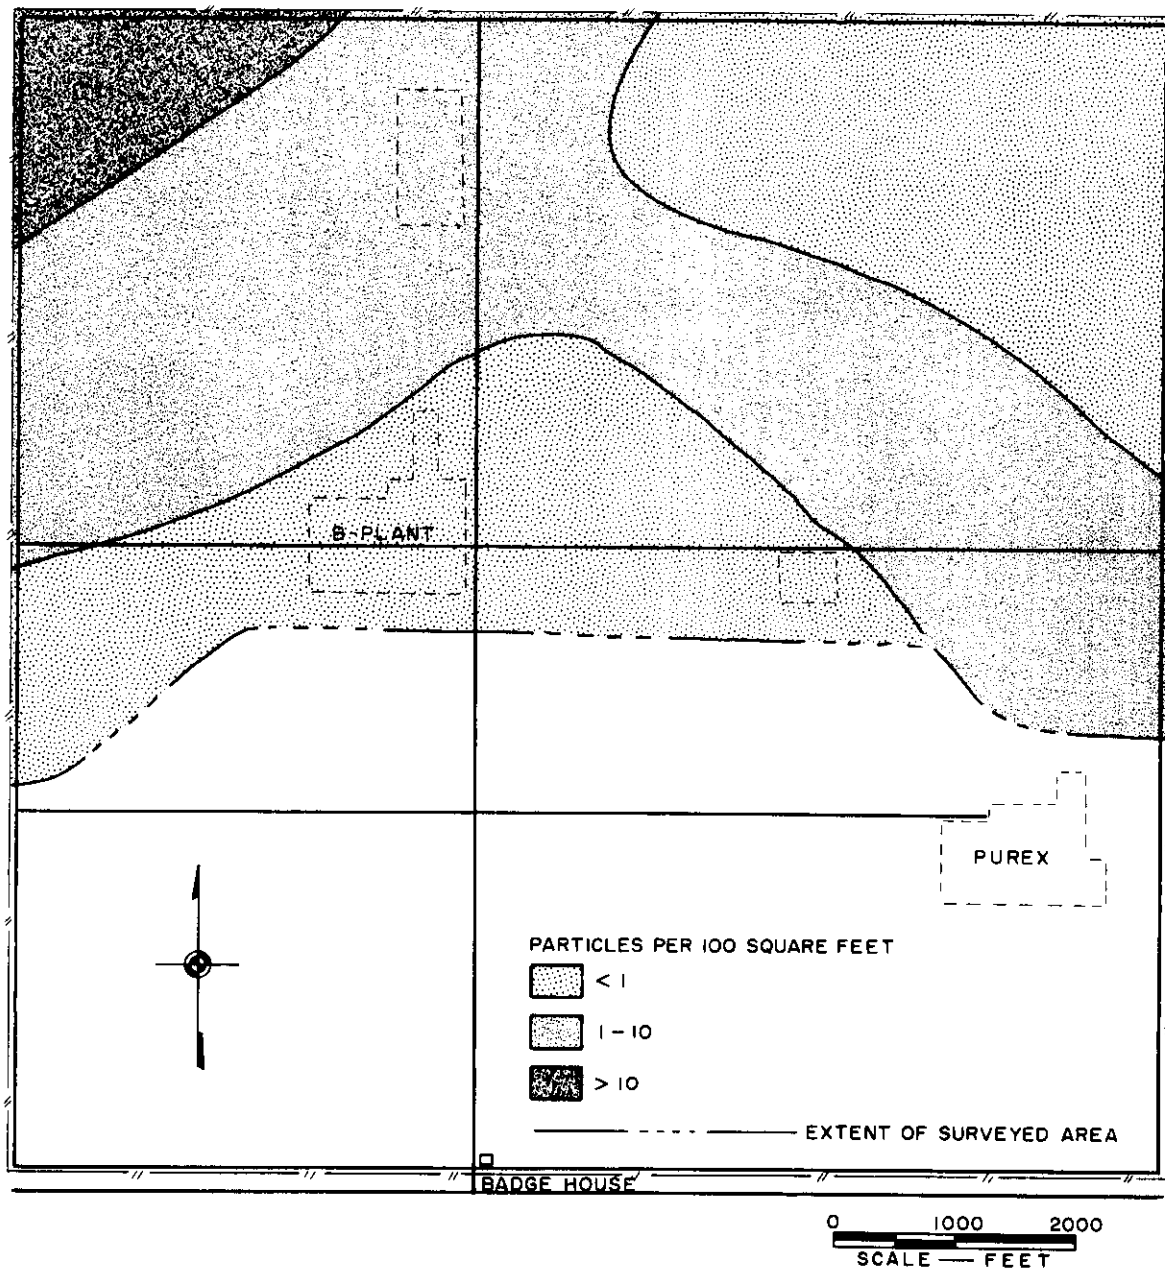 B-PLANT
PUREX
PARTICLES PER 100 SQUARE FEET
< 1
1 - 10
> 10
EXTENT OF SURVEYED AREA
BADGE HOUSE
0 1000 2000
SCALE — FEET